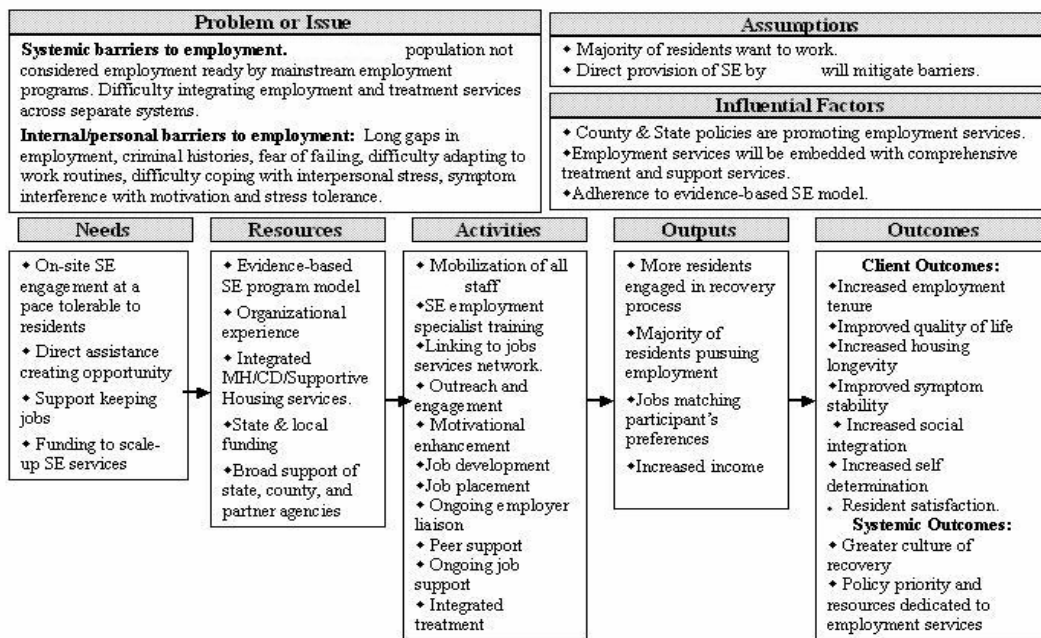 Problem or Issue
Systemic barriers to employment. population not
considered employment ready by mainstream employment
programs. Difficulty integrating employment and treatment services
across separate systems.
Internal/personal barriers to employment: Long gaps in
employment, criminal histories, fear of failing, difficulty adapting to
work routines, difficulty coping with interpersonal stress, symptom
interference with motivation and stress tolerance.
Assumptions
◆ Majority of residents want to work.
◆ Direct provision of SE by will mitigate barriers.
Influential Factors
◆ County & State policies are promoting employment services.
◆Employment services will be embedded with comprehensive
treatment and support services.
◆Adherence to evidence-based SE model.
Needs
◆ On-site SE
engagement at a
pace tolerable to
residents
◆ Direct assistance
creating opportunity
◆ Support keeping
jobs
◆ Funding to scale-
up SE services
Resources
◆ Evidence-based
SE program model
◆ Organizational
experience
◆ Integrated
MH/CD/Supportive
Housing services.
◆State & local
funding
◆Broad support of
state, county, and
partner agencies
Activities
◆ Mobilization of all
staff
◆SE employment
specialist training
◆Linking to jobs
services network.
◆ Outreach and
engagement
◆ Motivational
enhancement
◆Job development
◆Job placement
◆ Ongoing employer
liaison
◆ Peer support
◆ Ongoing job
support
◆ Integrated
treatment
Outputs
◆ More residents
engaged in recovery
process
◆ Majority of
residents pursuing
employment
◆ Jobs matching
participant's
preferences
◆ Increased income
Outcomes
Client Outcomes:
◆Increased employment
tenure
◆Improved quality of life
◆Increased housing
longevity
◆Improved symptom
stability
◆ Increased social
integration
◆ Increased self
determination
. Resident satisfaction.
Systemic Outcomes:
◆ Greater culture of
recovery
◆ Policy priority and
resources dedicated to
employment services